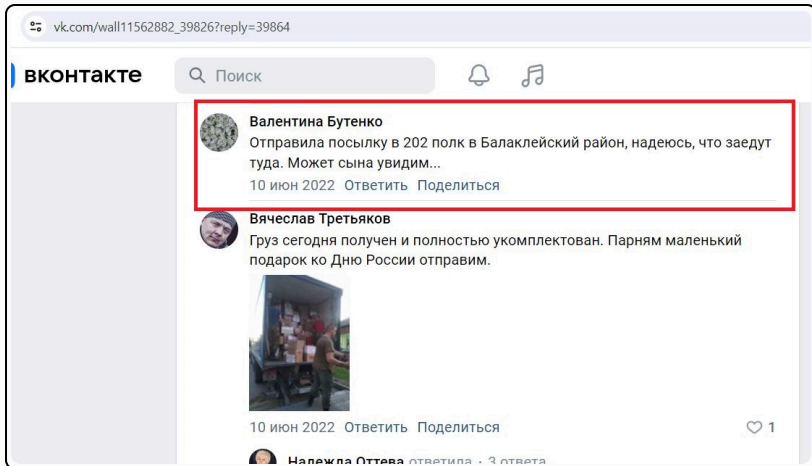 vk.com/wall11562882_39826?reply=39864
вконтакте
Поиск
Валентина Бутенко
Отправила посылку в 202 полк в Балаклейский район, надеюсь, что заедут
туда. Может сына увидим...
10 июн 2022 Ответить Поделиться
Вячеслав Третьяков
Груз сегодня получен и полностью укомплектован. Парням маленький
подарок ко Дню России отправим.
10 июн 2022 Ответить Поделиться 1
Надежда Оттева ответила · 3 ответа